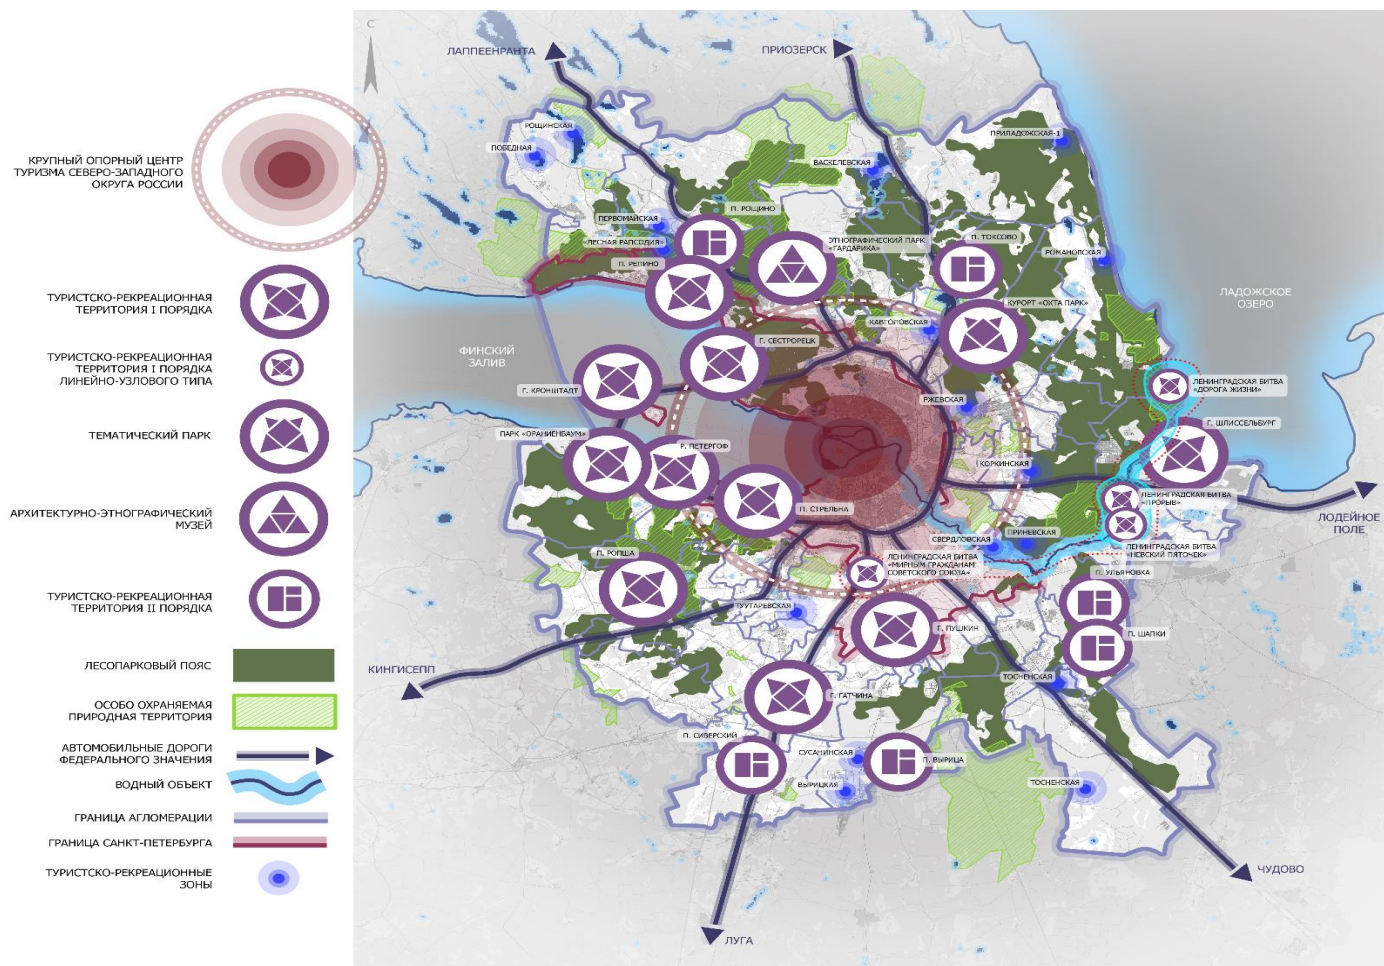 КРУПНЫЙ ОПОРНЫЙ ЦЕНТР
ТУРИЗМА СЕВЕРО-ЗАПАДНОГО
ОКРУГА РОССИИ
ТУРИСТСКО-РЕКРЕАЦИОННАЯ
ТЕРРИТОРИЯ I ПОРЯДКА
ТУРИСТСКО-РЕКРЕАЦИОННАЯ
ТЕРРИТОРИЯ I ПОРЯДКА
ЛИНЕЙНО-УЗЛОВОГО ТИПА
ТЕМАТИЧЕСКИЙ ПАРК
АРХИТЕКТУРНО-ЭТНОГРАФИЧЕСКИЙ
МУЗЕЙ
ТУРИСТСКО-РЕКРЕАЦИОННАЯ
ТЕРРИТОРИЯ II ПОРЯДКА
ЛЕСОПАРКОВЫЙ ПОЯС
ОСОБО ОХРАНЯЕМАЯ
ПРИРОДНАЯ ТЕРРИТОРИЯ
АВТОМОБИЛЬНЫЕ ДОРОГИ
ФЕДЕРАЛЬНОГО ЗНАЧЕНИЯ
ВОДНЫЙ ОБЪЕКТ
ГРАНИЦА АГЛОМЕРАЦИИ
ГРАНИЦА САНКТ-ПЕТЕРБУРГА
ТУРИСТСКО-РЕКРЕАЦИОННЫЕ
ЗОНЫ
С
ЛАППЕЕНРАНТА
ПРИОЗЕРСК
РОЩИНСКАЯ
ПОБЕДНАЯ
ПРИЛАДОЖСКАЯ-1
ВАСКЕЛЕВСКАЯ
П. РОЩИНО
ПЕРВОМАЙСКАЯ
«ЛЕСНАЯ РАПСОДИЯ»
П. РЕПИНО
ЭТНОГРАФИЧЕСКИЙ ПАРК
«ГАРДАРИКА»
П. ТОКСОВО
РОМАНОВСКАЯ
ЛАДОЖСКОЕ
ОЗЕРО
КУРОРТ «ОХТА ПАРК»
КАВГОЛОВСКАЯ
Г. СЕСТРОРЕЦК
ФИНСКИЙ
ЗАЛИВ
Г. КРОНШТАДТ
РЖЕВСКАЯ
ЛЕНИНГРАДСКАЯ БИТВА
«ДОРОГА ЖИЗНИ»
Г. ШЛИССЕЛЬБУРГ
ПАРК «ОРАНИЕНБАУМ»
Р. ПЕТЕРГОФ
КОРКИНСКАЯ
П. СТРЕЛЬНА
ЛЕНИНГРАДСКАЯ БИТВА
«ПРОРЫВ»
ЛОДЕЙНОЕ
ПОЛЕ
СВЕРДЛОВСКАЯ
ПРИНЕВСКАЯ
ЛЕНИНГРАДСКАЯ БИТВА
«НЕВСКИЙ ПЯТОЧЕК»
П. РОПША
ЛЕНИНГРАДСКАЯ БИТВА
«МИРНЫМ ГРАЖДАНАМ
СОВЕТСКОГО СОЮЗА»
П. УЛЬЯНОВКА
ТУУТАРЕВСКАЯ
Г. ПУШКИН
П. ШАПКИ
КИНГИСЕПП
ТОСНЕНСКАЯ
Г. ГАТЧИНА
П. СИВЕРСКИЙ
СУСАНИНСКАЯ
П. ВЫРИЦА
ВЫРИЦКАЯ
ТОСНЕНСКАЯ
ЧУДОВО
ЛУГА